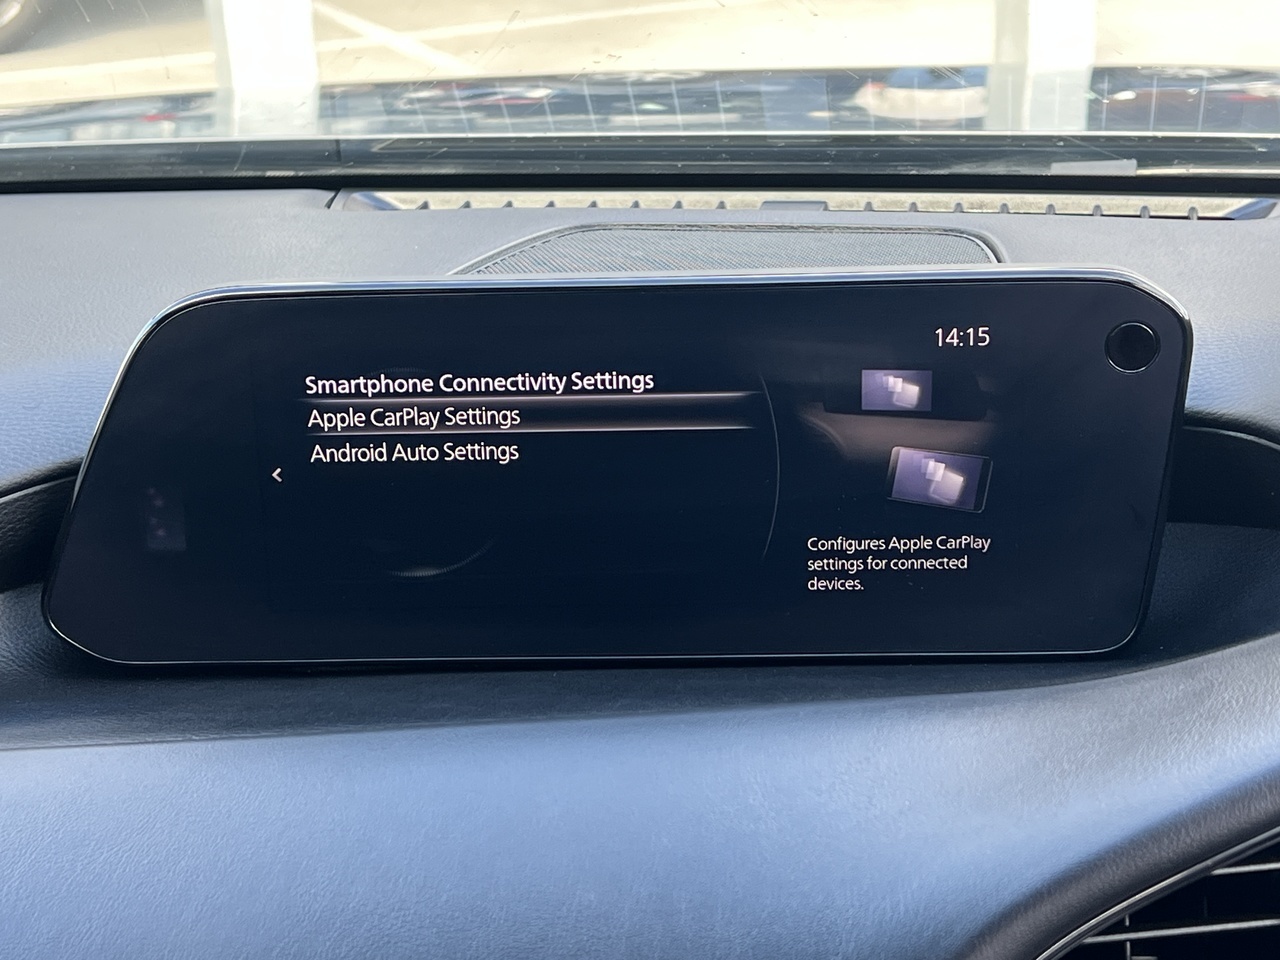 14:15
Smartphone Connectivity Settings
Apple CarPlay Settings
Android Auto Settings
Configures Apple CarPlay
settings for connected
devices.